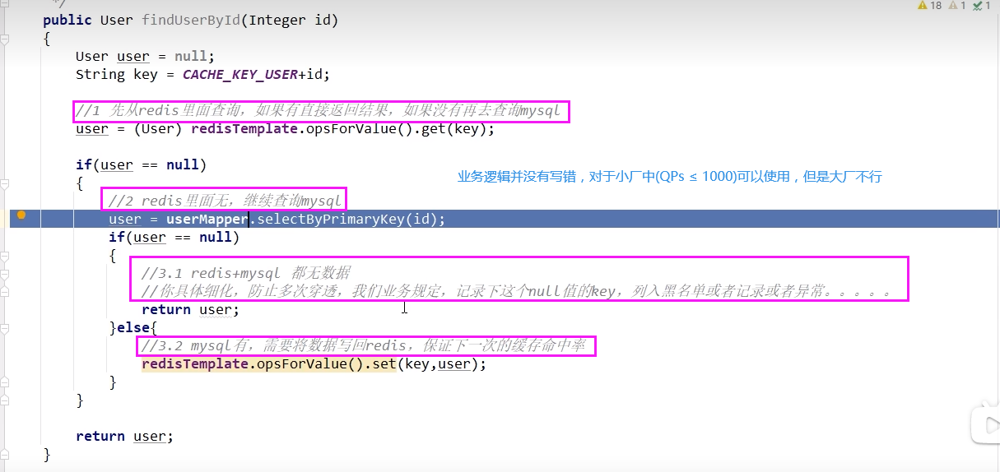 */
18 1 1
public User findUserById(Integer id)
{
User user = null;
String key = CACHE_KEY_USER+id;
//1 先从redis里面查询，如果有直接返回结果，如果没有再去查询mysql
user = (User) redisTemplate.opsForValue().get(key);
if(user == null)
业务逻辑并没有写错，对于小厂中(QPs ≤ 1000)可以使用，但是大厂不行
{
//2 redis里面无，继续查询mysql
user = userMapper.selectByPrimaryKey(id);
if(user == null)
{
//3.1 redis+mysql 都无数据
//你具体细化，防止多次穿透，我们业务规定，记录下这个null值的key，列入黑名单或者记录或者异常。。。。。
return user;
}else{
//3.2 mysql有，需要将数据写回redis，保证下一次的缓存命中率
redisTemplate.opsForValue().set(key,user);
}
}
return user;
}